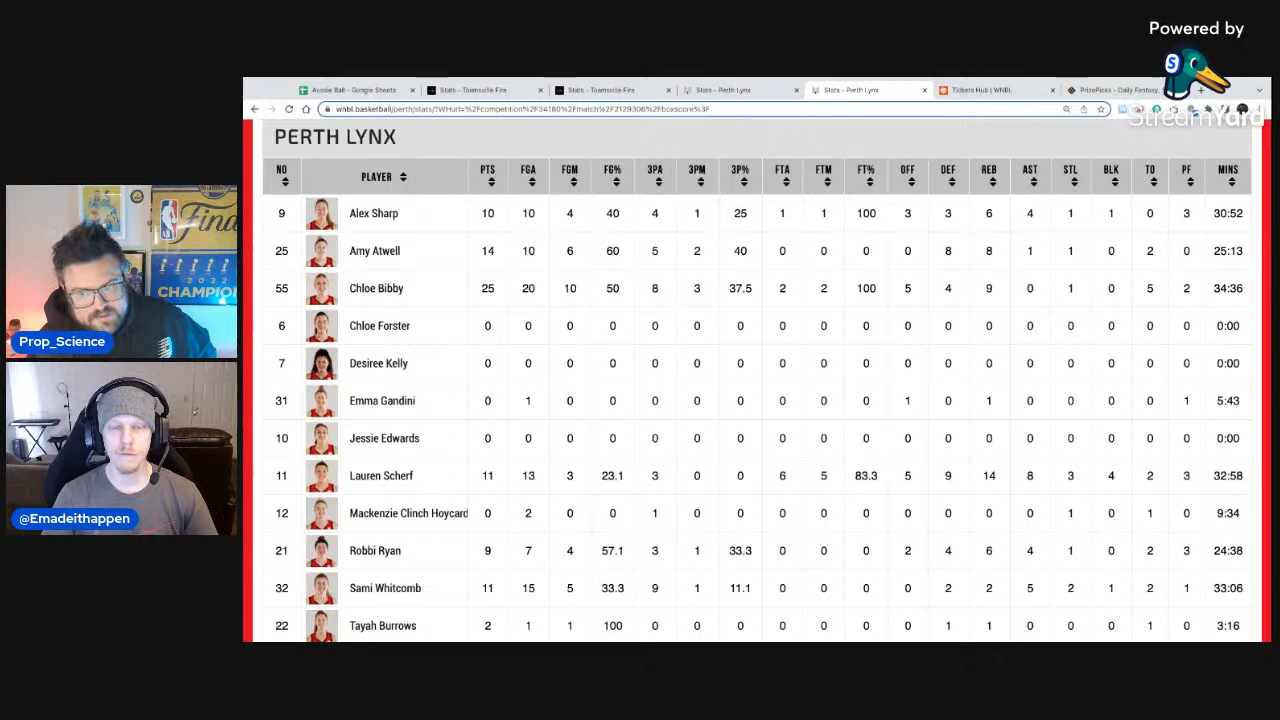 Powered by
S
StreamYard
Aussie Ball - Google Sheets × Stats - Townsville Fire × Stats - Townsville Fire × Stats - Perth Lynx × Stats - Perth Lynx × Tickets Hub | WNBL × PrizePicks - Daily Fantasy,
wnbl.basketball/perth/stats/?WHurl=%2Fcompetition%2F34180%2Fmatch%2F2129306%2Fboxscore%3F
PERTH LYNX
NO PLAYER PTS FGA FGM FG% 3PA 3PM 3P% FTA FTM FT% OFF DEF REB AST STL BLK TO PF MINS
9 Alex Sharp 10 10 4 40 4 1 25 1 1 100 3 3 6 4 1 1 0 3 30:52
25 Amy Atwell 14 10 6 60 5 2 40 0 0 0 0 8 8 1 1 0 2 0 25:13
55 Chloe Bibby 25 20 10 50 8 3 37.5 2 2 100 5 4 9 0 1 0 5 2 34:36
6 Chloe Forster 0 0 0 0 0 0 0 0 0 0 0 0 0 0 0 0 0 0 0:00
7 Desiree Kelly 0 0 0 0 0 0 0 0 0 0 0 0 0 0 0 0 0 0 0:00
31 Emma Gandini 0 1 0 0 0 0 0 0 0 0 1 0 1 0 0 0 0 1 5:43
10 Jessie Edwards 0 0 0 0 0 0 0 0 0 0 0 0 0 0 0 0 0 0 0:00
11 Lauren Scherf 11 13 3 23.1 3 0 0 6 5 83.3 5 9 14 8 3 4 2 3 32:58
12 Mackenzie Clinch Hoycard 0 2 0 0 1 0 0 0 0 0 0 0 0 0 1 0 1 0 9:34
21 Robbi Ryan 9 7 4 57.1 3 1 33.3 0 0 0 2 4 6 4 1 0 2 3 24:38
32 Sami Whitcomb 11 15 5 33.3 9 1 11.1 0 0 0 0 2 2 5 2 1 2 1 33:06
22 Tayah Burrows 2 1 1 100 0 0 0 0 0 0 0 1 1 0 0 0 1 0 3:16
Fina
2022
CHAMPION
Prop_Science
@Emadeithappen